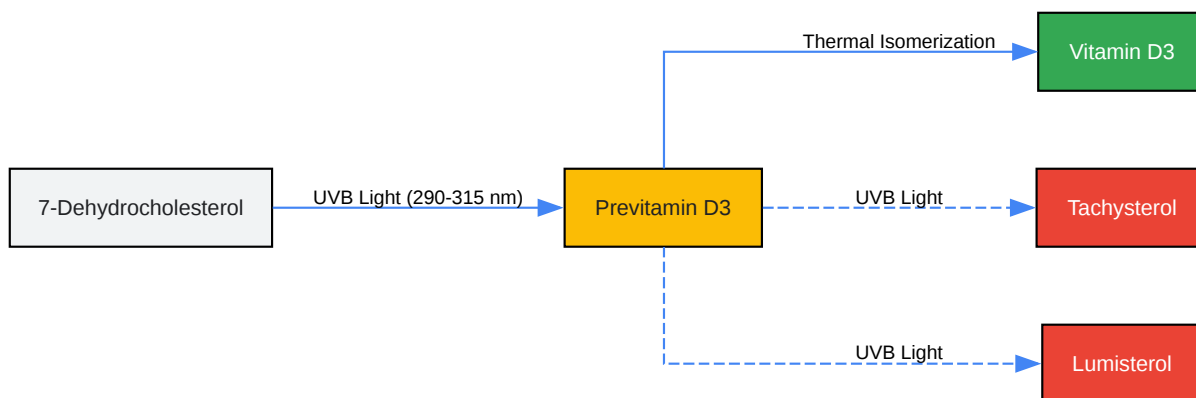 Thermal Isomerization
Vitamin D3
7-Dehydrocholesterol
UVB Light (290-315 nm)
Previtamin D3
UVB Light
Tachysterol
UVB Light
Lumisterol